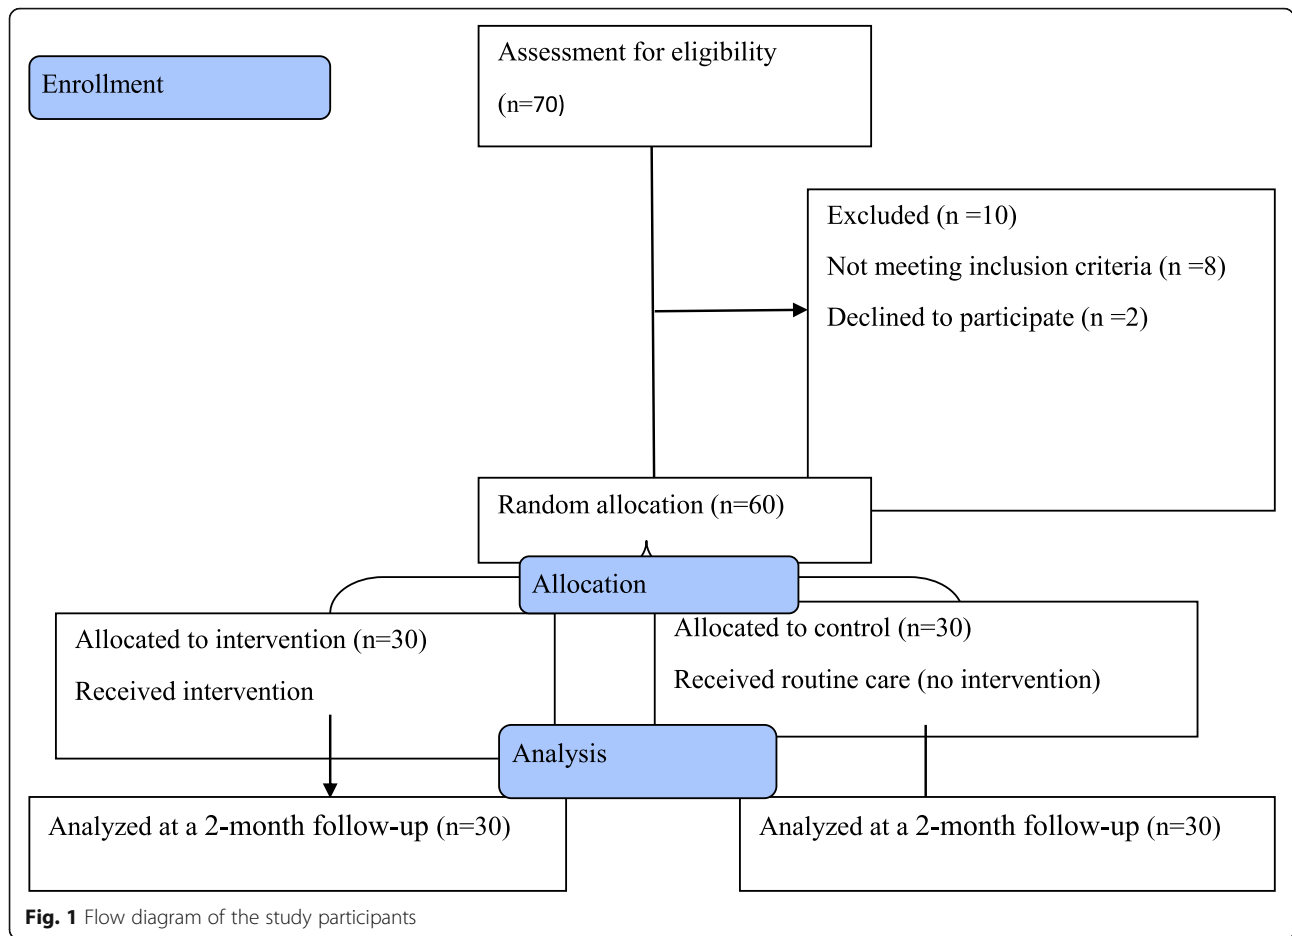 Enrollment
Assessment for eligibility
(n=70)
Excluded (n =10)
Not meeting inclusion criteria (n =8)
Declined to participate (n =2)
Random allocation (n=60)
Allocation
Allocated to intervention (n=30)
Received intervention
Allocated to control (n=30)
Received routine care (no intervention)
Analysis
Analyzed at a 2-month follow-up (n=30)
Analyzed at a 2-month follow-up (n=30)
Fig. 1 Flow diagram of the study participants